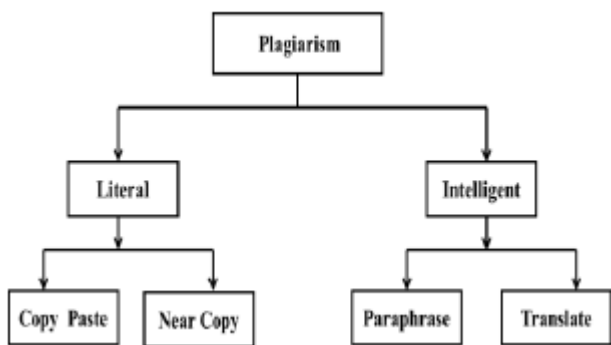 Plagiarism
Literal
Intelligent
Copy Paste
Near Copy
Paraphrase
Translate